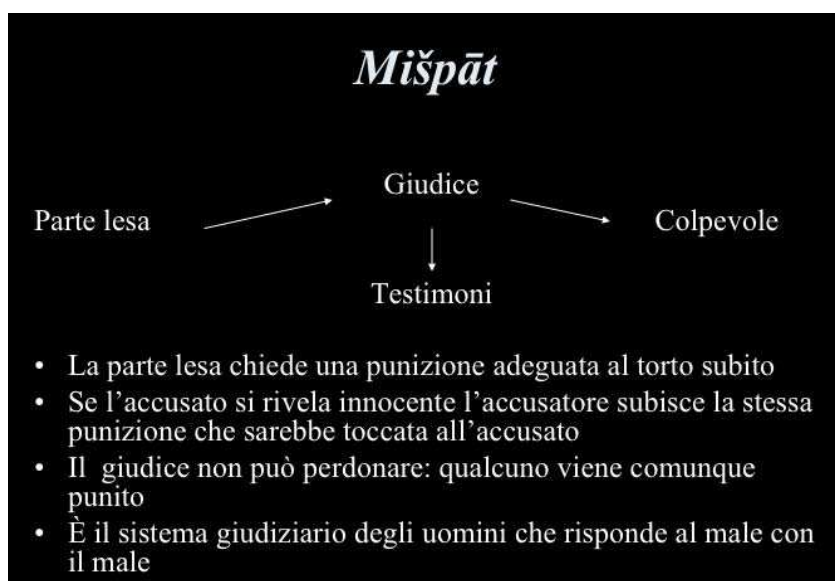 Mišpāt
Giudice
Parte lesa
Colpevole
Testimoni
• La parte lesa chiede una punizione adeguata al torto subito
• Se l’accusato si rivela innocente l’accusatore subisce la stessa
punizione che sarebbe toccata all’accusato
• Il giudice non può perdonare: qualcuno viene comunque
punito
• È il sistema giudiziario degli uomini che risponde al male con
il male